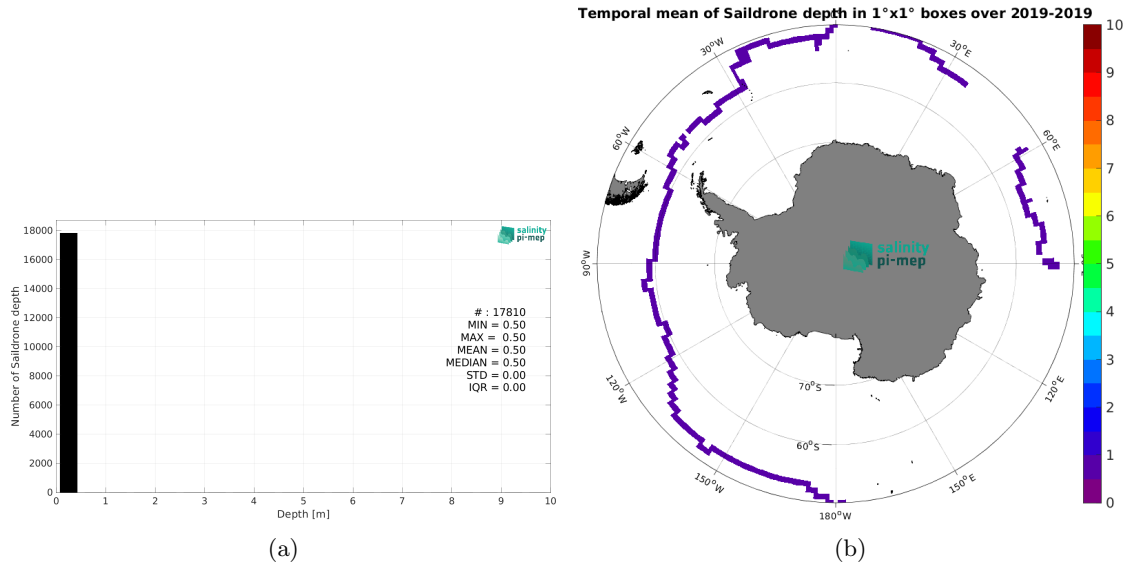 18000
16000
14000
12000
10000
8000
6000
4000
2000
0
Number of Saildrone depth
0 1 2 3 4 5 6 7 8 9 10
Depth [m]
salinity
pi-mep
# : 17810
MIN = 0.50
MAX = 0.50
MEAN = 0.50
MEDIAN = 0.50
STD = 0.00
IQR = 0.00
(a)
Temporal mean of Saildrone depth in 1°x1° boxes over 2019-2019
30°W
30°E
60°W
60°E
90°W
120°W
120°E
150°W
150°E
180°W
70°S
60°S
salinity
pi-mep
10
9
8
7
6
5
4
3
2
1
0
(b)